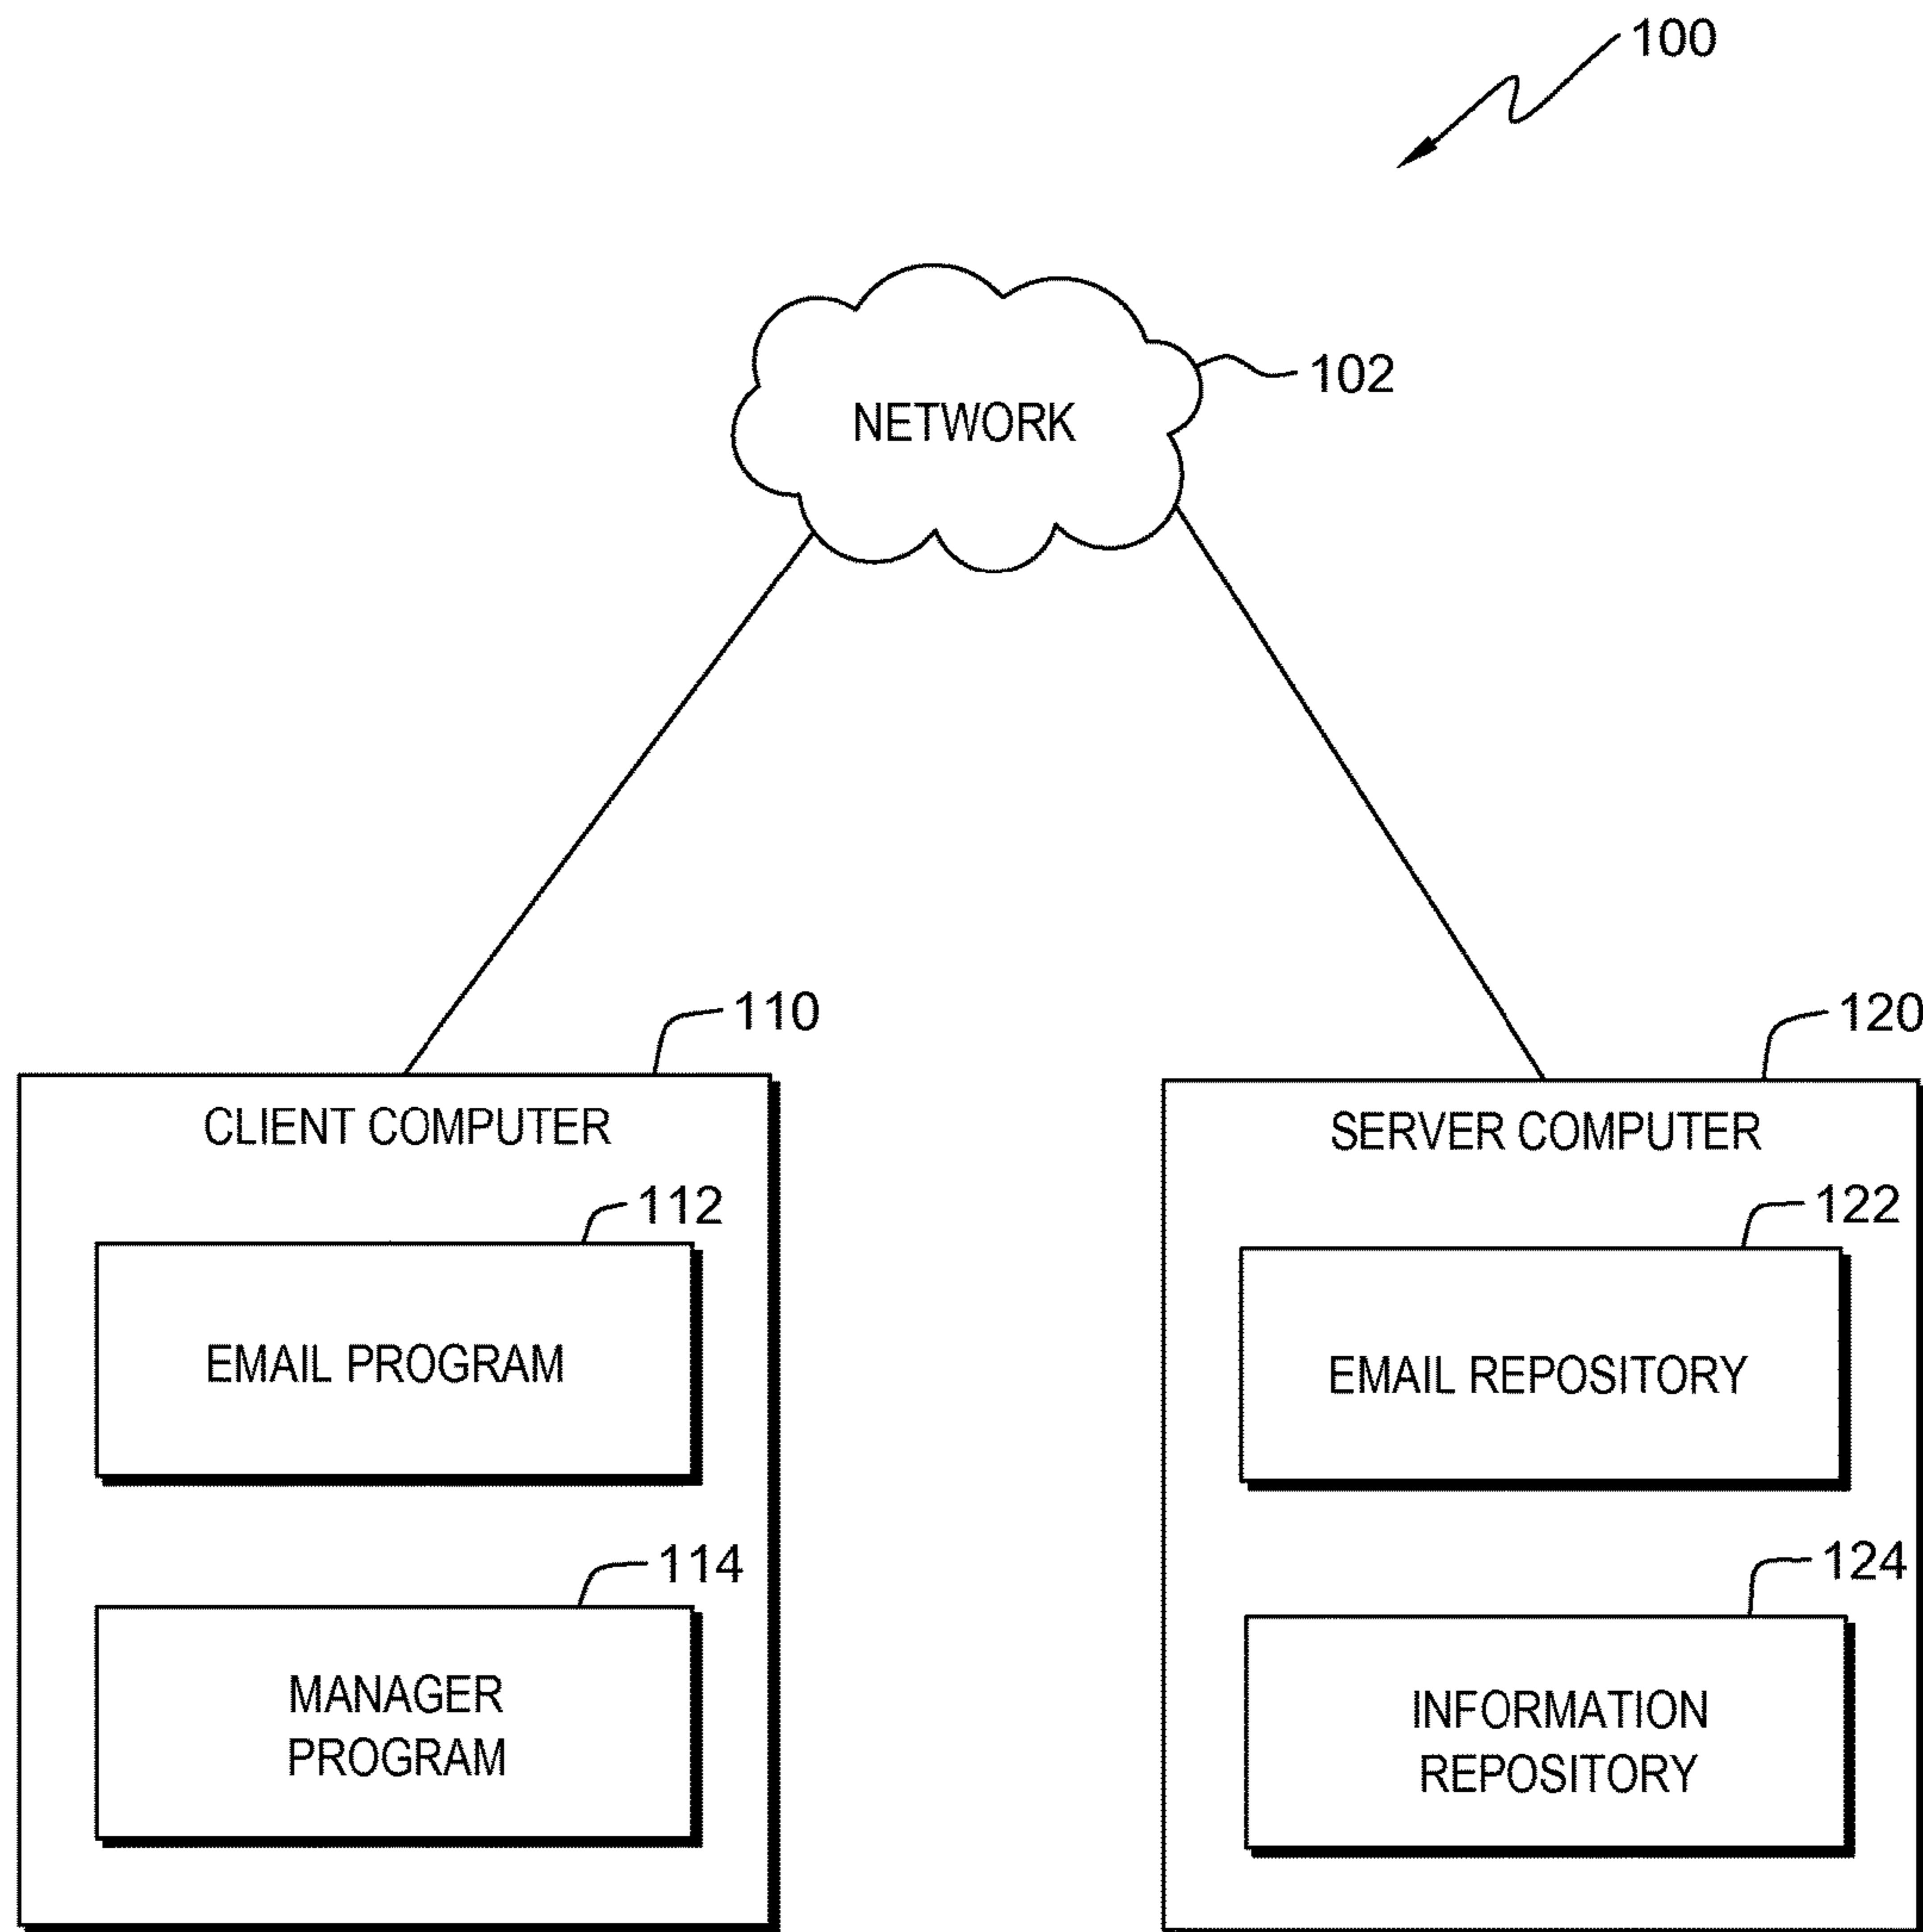 100
102
NETWORK
110
CLIENT COMPUTER
112
EMAIL PROGRAM
114
MANAGER
PROGRAM
120
SERVER COMPUTER
122
EMAIL REPOSITORY
124
INFORMATION
REPOSITORY